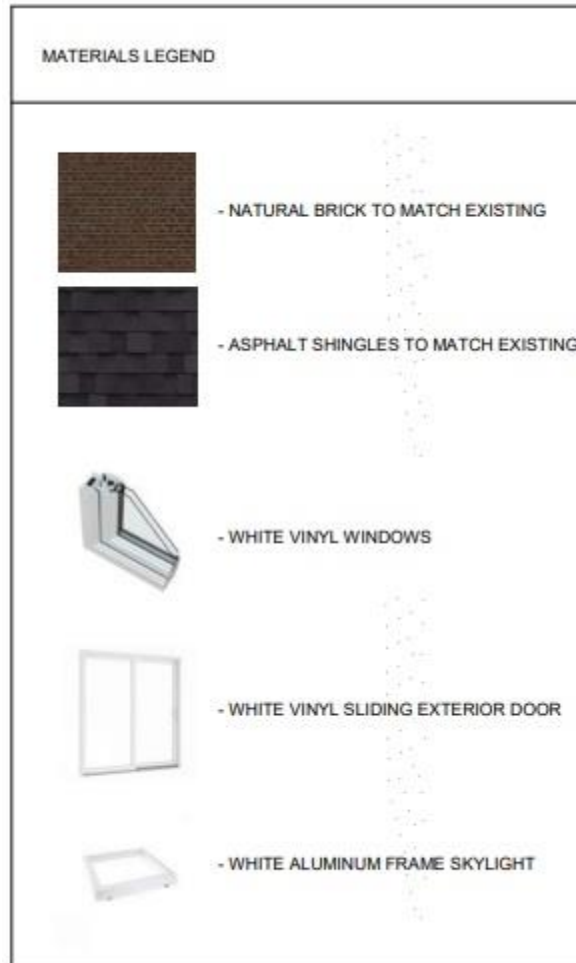 MATERIALS LEGEND
- NATURAL BRICK TO MATCH EXISTING
- ASPHALT SHINGLES TO MATCH EXISTING
- WHITE VINYL WINDOWS
- WHITE VINYL SLIDING EXTERIOR DOOR
- WHITE ALUMINUM FRAME SKYLIGHT